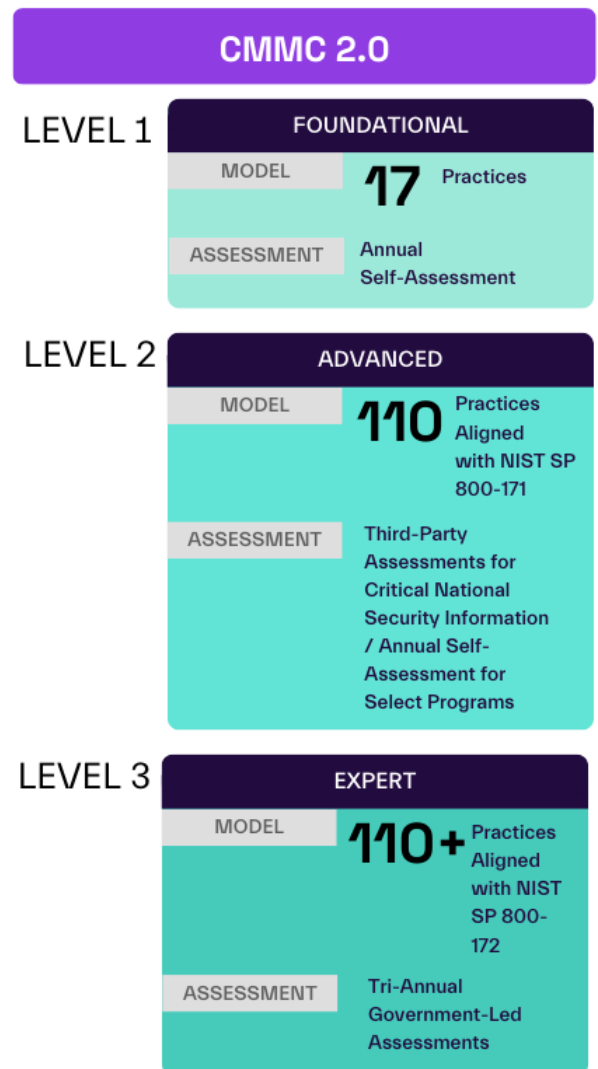 CMMC 2.0
LEVEL 1
FOUNDATIONAL
MODEL
17 Practices
ASSESSMENT
Annual
Self-Assessment
LEVEL 2
ADVANCED
MODEL
110
Practices
Aligned
with NIST SP
800-171
ASSESSMENT
Third-Party
Assessments for
Critical National
Security Information
/ Annual Self-
Assessment for
Select Programs
LEVEL 3
EXPERT
MODEL
110+
Practices
Aligned
with NIST
SP 800-
172
ASSESSMENT
Tri-Annual
Government-Led
Assessments